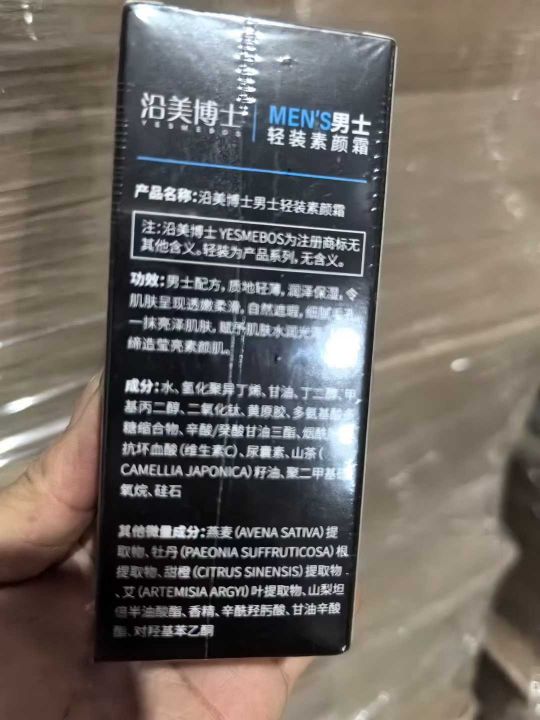 沿美博士
YESMEBOS
MEN'S男士
轻装素颜霜
产品名称:沿美博士男士轻装素颜霜
注:沿美博士 YESMEBOS为注册商标无
其他含义。轻装为产品系列,无含义。
功效:男士配方,质地轻薄,润泽保湿,令
肌肤呈现透嫩柔滑,自然遮瑕,细腻毛孔
一抹亮泽肌肤,赋予肌肤水润光
缔造莹亮素颜肌。
成分:水、氢化聚异丁烯、甘油、丁二醇、甲
基丙二醇、二氧化钛、黄原胶、多氨基酸
糖缩合物、辛酸/癸酸甘油三酯、烟酰
抗坏血酸(维生素C)、尿囊素、山茶(
CAMELLIA JAPONICA)籽油、聚二甲基硅
氧烷、硅石
其他微量成分:燕麦(AVENA SATIVA)提
取物、牡丹(PAEONIA SUFFRUTICOSA)根
提取物、甜橙(CITRUS SINENSIS)提取物
、艾(ARTEMISIA ARGYI)叶提取物、山梨坦
倍半油酸酯、香精、辛酰羟肟酸、甘油辛酸
酯、对羟基苯乙酮